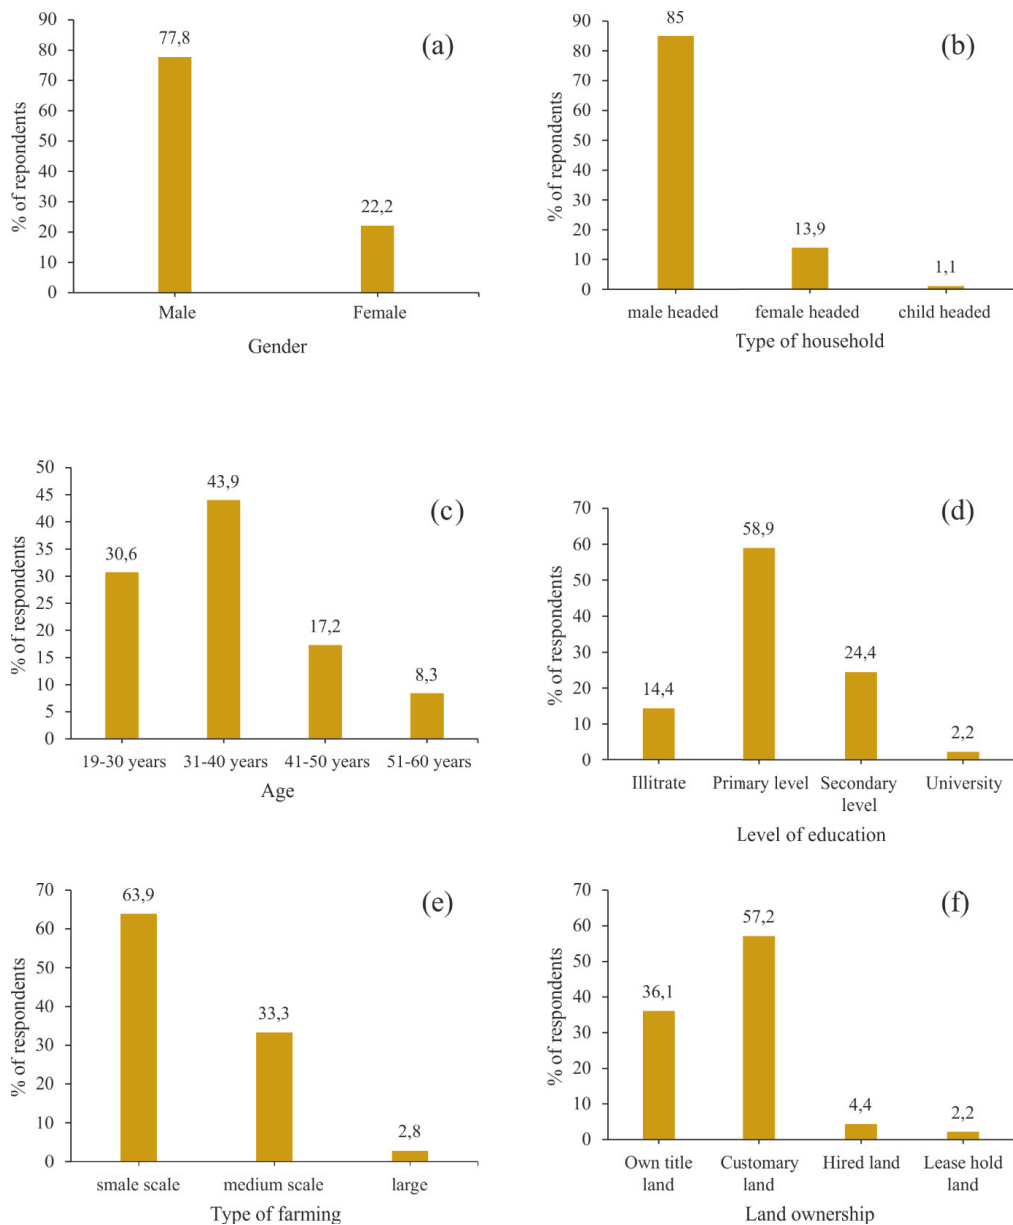 (a)
% of repondents
90
80
70
60
50
40
30
20
10
0
77,8
22,2
Male
Female
Gender
(b)
% of repondents
90
80
70
60
50
40
30
20
10
0
85
13,9
1,1
male headed
female headed
child headed
Type of household
(c)
% of respondents
50
45
40
35
30
25
20
15
10
5
0
30,6
43,9
17,2
8,3
19-30 years
31-40 years
41-50 years
51-60 years
Age
(d)
% of respondents
70
60
50
40
30
20
10
0
14,4
58,9
24,4
2,2
Illitrate
Primary level
Secondary
level
University
Level of education
(e)
% of respondents
70
60
50
40
30
20
10
0
63,9
33,3
2,8
smale scale
medium scale
large
Type of farming
(f)
% of respondents
70
60
50
40
30
20
10
0
36,1
57,2
4,4
2,2
Own title
land
Customary
land
Hired land
Lease hold
land
Land ownership